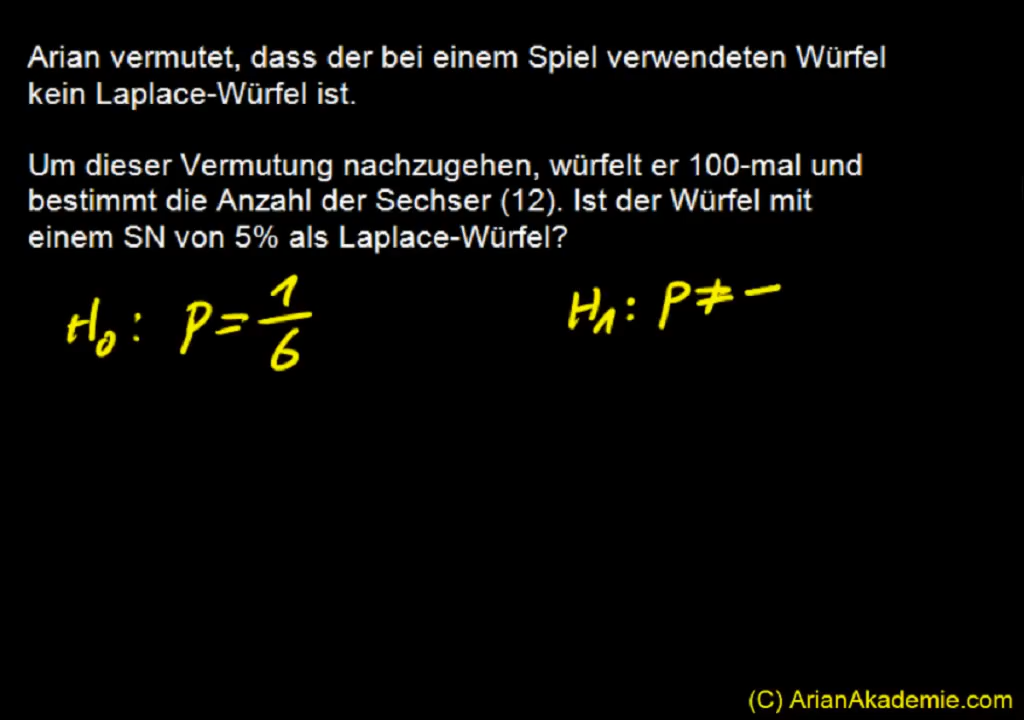 Arian vermutet, dass der bei einem Spiel verwendeten Würfel
kein Laplace-Würfel ist.
Um dieser Vermutung nachzugehen, würfelt er 100-mal und
bestimmt die Anzahl der Sechser (12). Ist der Würfel mit
einem SN von 5% als Laplace-Würfel?
H₀: p = 1/6 H₁: p ≠ –
(C) ArianAkademie.com